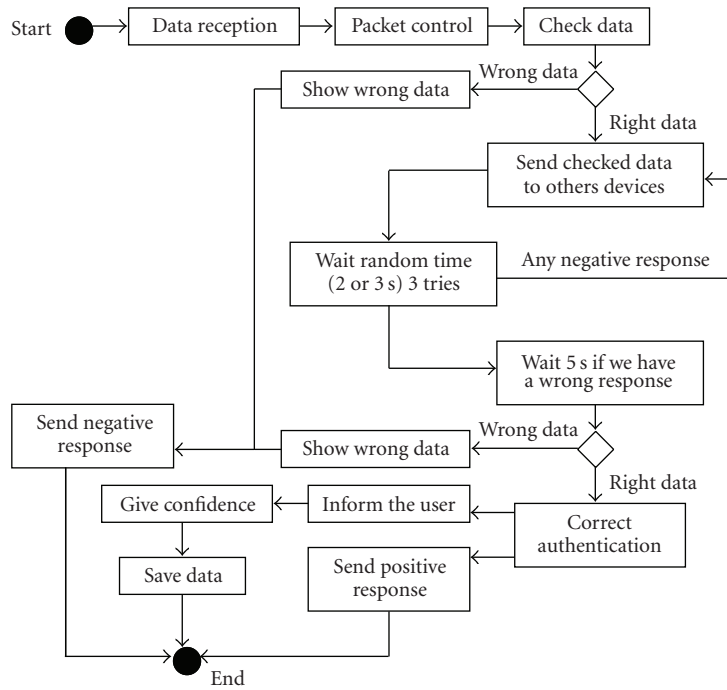 Start
Data reception
Packet control
Check data
Wrong data
Show wrong data
Right data
Send checked data
to others devices
Wait random time
(2 or 3 s) 3 tries
Any negative response
Wait 5 s if we have
a wrong response
Send negative
response
Show wrong data
Wrong data
Right data
Give confidence
Inform the user
Correct
authentication
Save data
Send positive
response
End